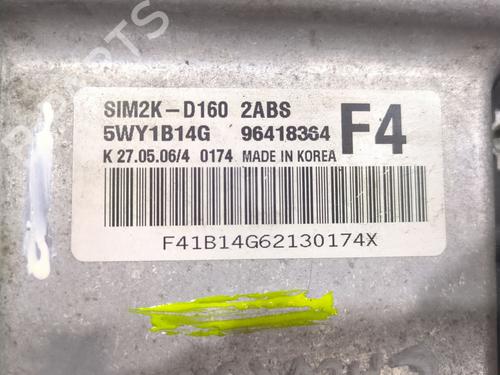 SIM2K-D160 2ABS
5WY1B14G 96418364 F4
K 27.05.06/4 0174 MADE IN KOREA
F41B14G62130174X